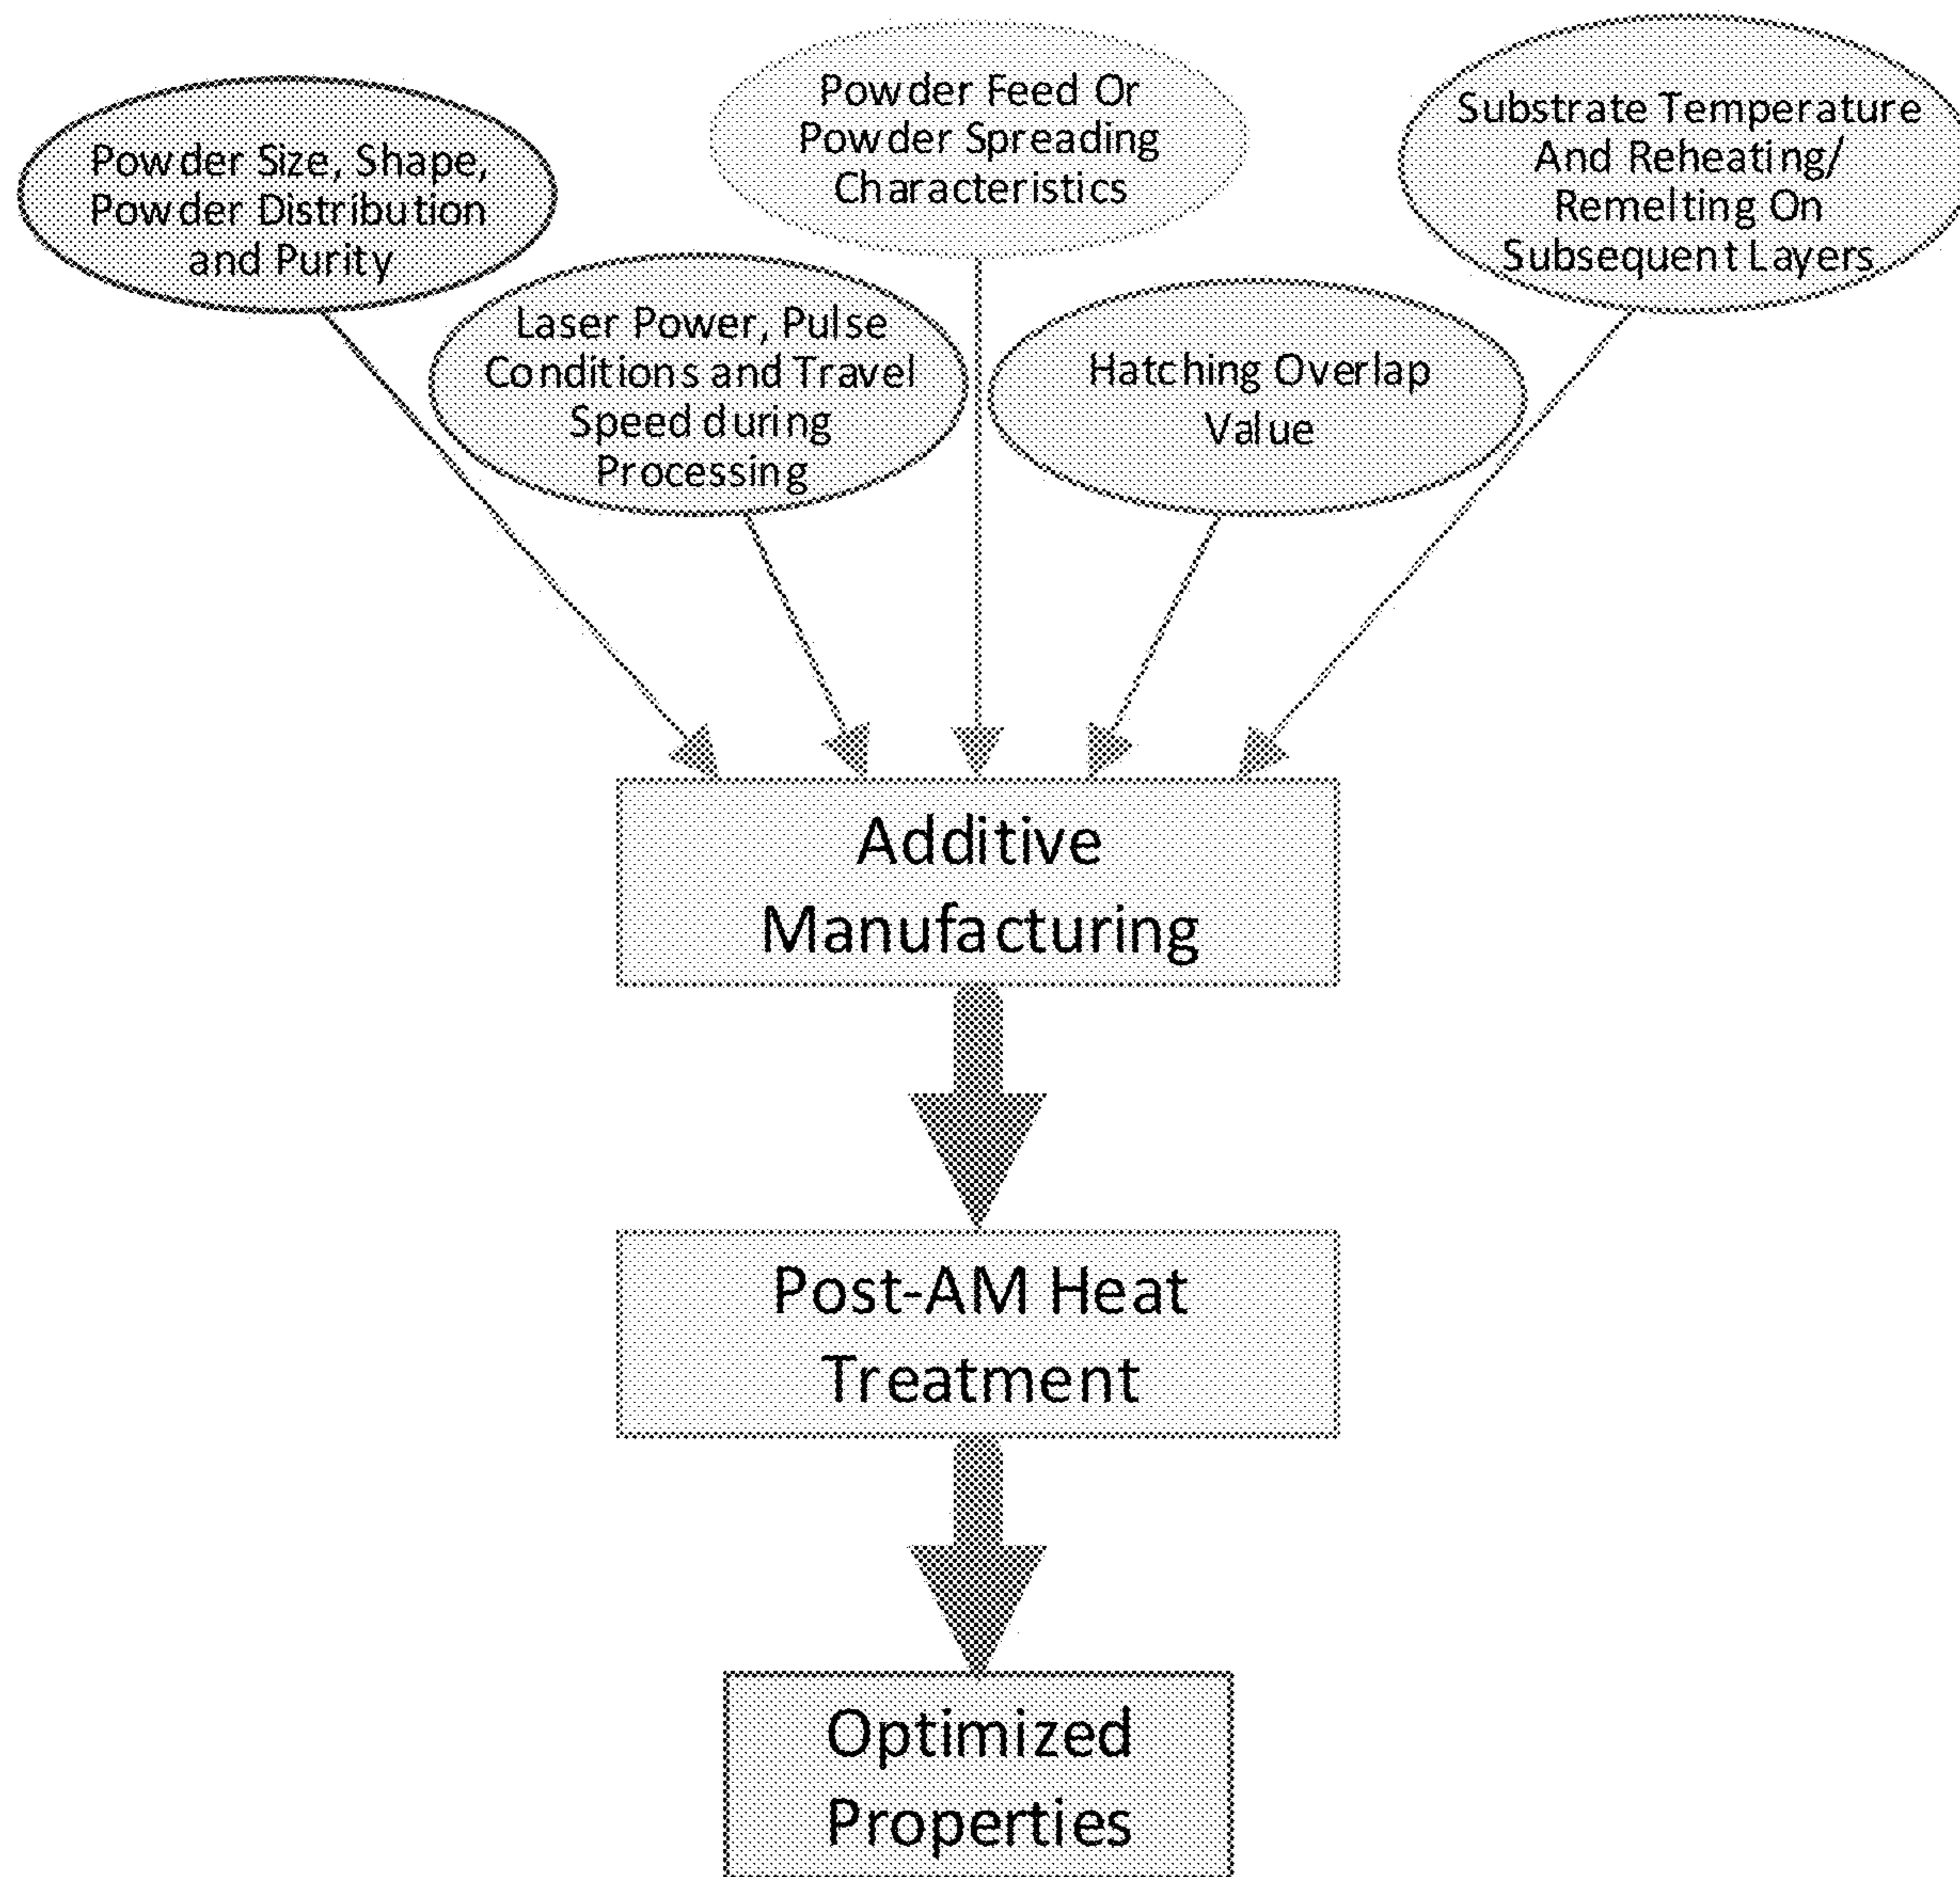 Powder Size, Shape,
Powder Distribution
and Purity
Powder Feed Or
Powder Spreading
Characteristics
Substrate Temperature
And Reheating/
Remelting On
Subsequent Layers
Laser Power, Pulse
Conditions and Travel
Speed during
Processing
Hatching Overlap
Value
Additive
Manufacturing
Post-AM Heat
Treatment
Optimized
Properties